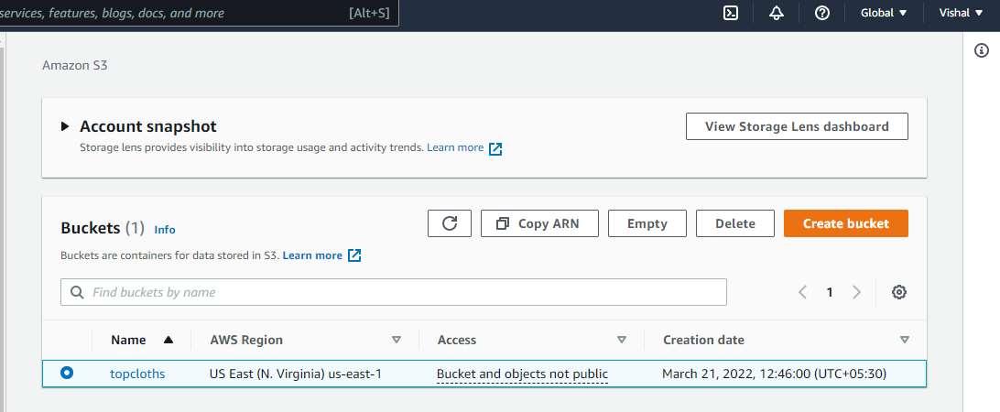 services, features, blogs, docs, and more [Alt+S] Global Vishal
Amazon S3
Account snapshot View Storage Lens dashboard
Storage lens provides visibility into storage usage and activity trends. Learn more
Buckets (1) Info Copy ARN Empty Delete Create bucket
Buckets are containers for data stored in S3. Learn more
Find buckets by name 1
Name AWS Region Access Creation date
topcloths US East (N. Virginia) us-east-1 Bucket and objects not public March 21, 2022, 12:46:00 (UTC+05:30)